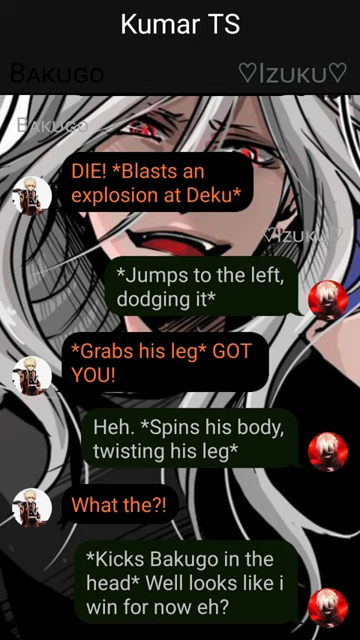 Kumar TS
Bakugo ♡Izuku♡
Bakugo
DIE! *Blasts an
explosion at Deku*
♡Izuku♡
*Jumps to the left,
dodging it*
*Grabs his leg* GOT
YOU!
Heh. *Spins his body,
twisting his leg*
What the?!
*Kicks Bakugo in the
head* Well looks like i
win for now eh?